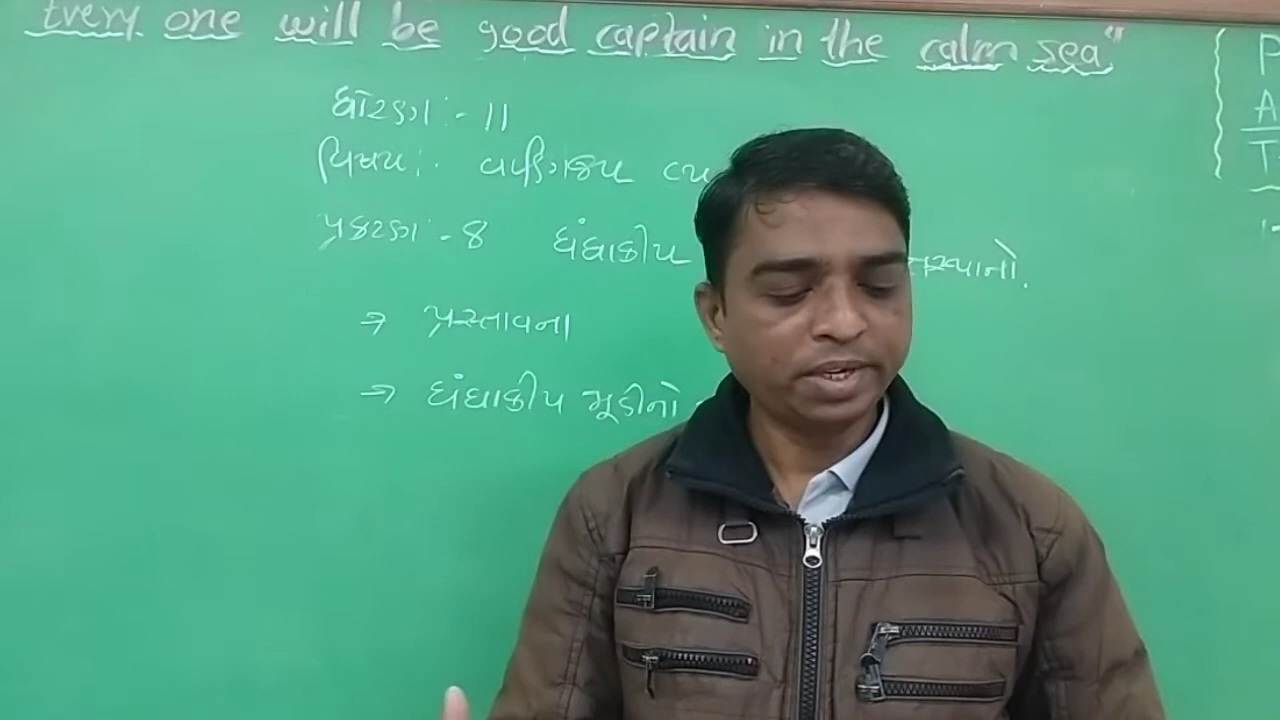 Every one will be good captain in the calm sea"
ધોરણ :- 11
વિષય :- વાણિજ્ય વ્ય
પ્રકરણ :- 8 ધંધાકીય
→ પ્રસ્તાવના
→ ધંધાકીય મૂડીનો
P
A
T